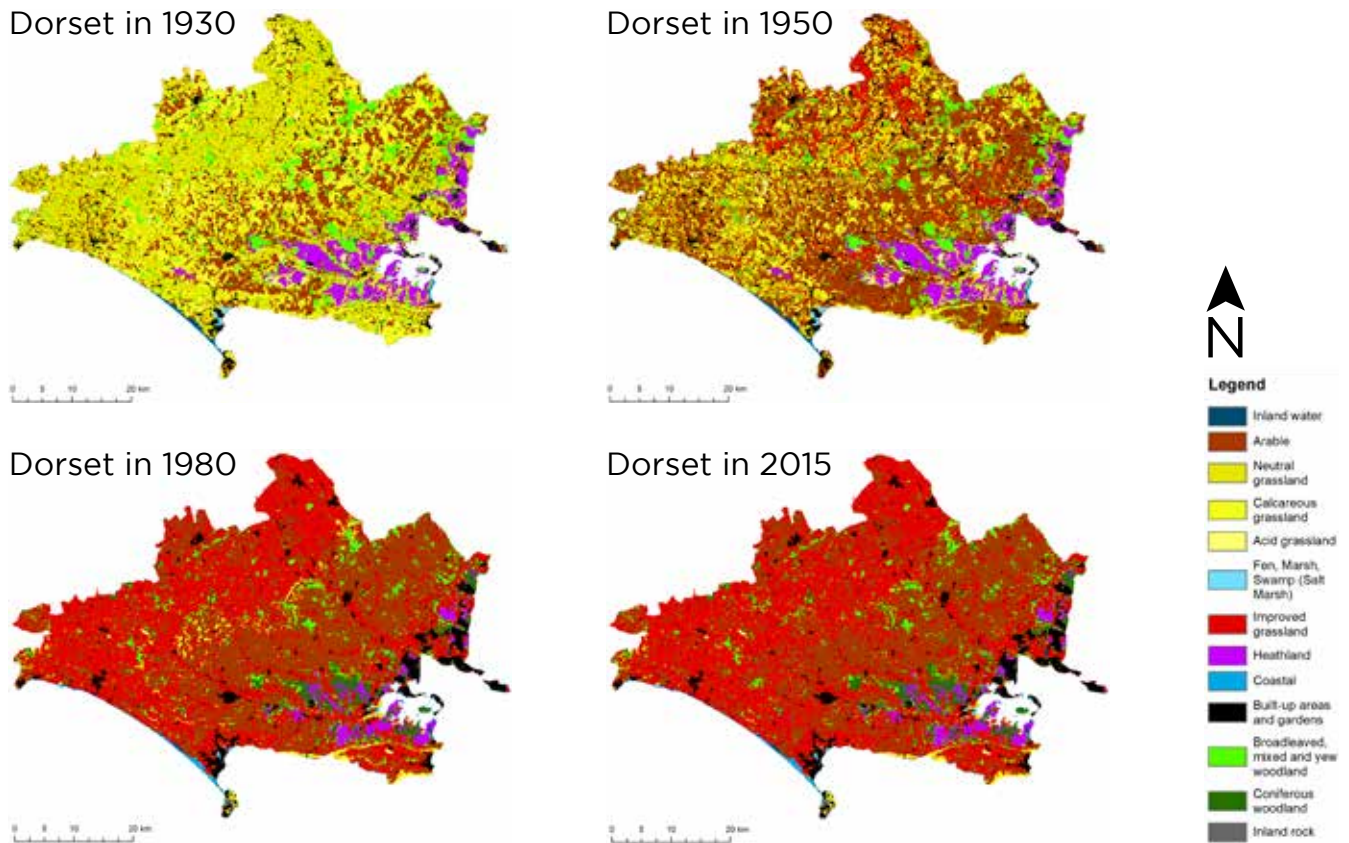 Dorset in 1930
Dorset in 1950
0 5 10 20 km
0 5 10 20 km
N
Legend
Inland water
Arable
Neutral
grassland
Calcareous
grassland
Acid grassland
Fen, Marsh,
Swamp (Salt
Marsh)
Improved
grassland
Heathland
Coastal
Built-up areas
and gardens
Broadleaved,
mixed and yew
woodland
Coniferous
woodland
Inland rock
Dorset in 1980
Dorset in 2015
0 5 10 20 km
0 5 10 20 km